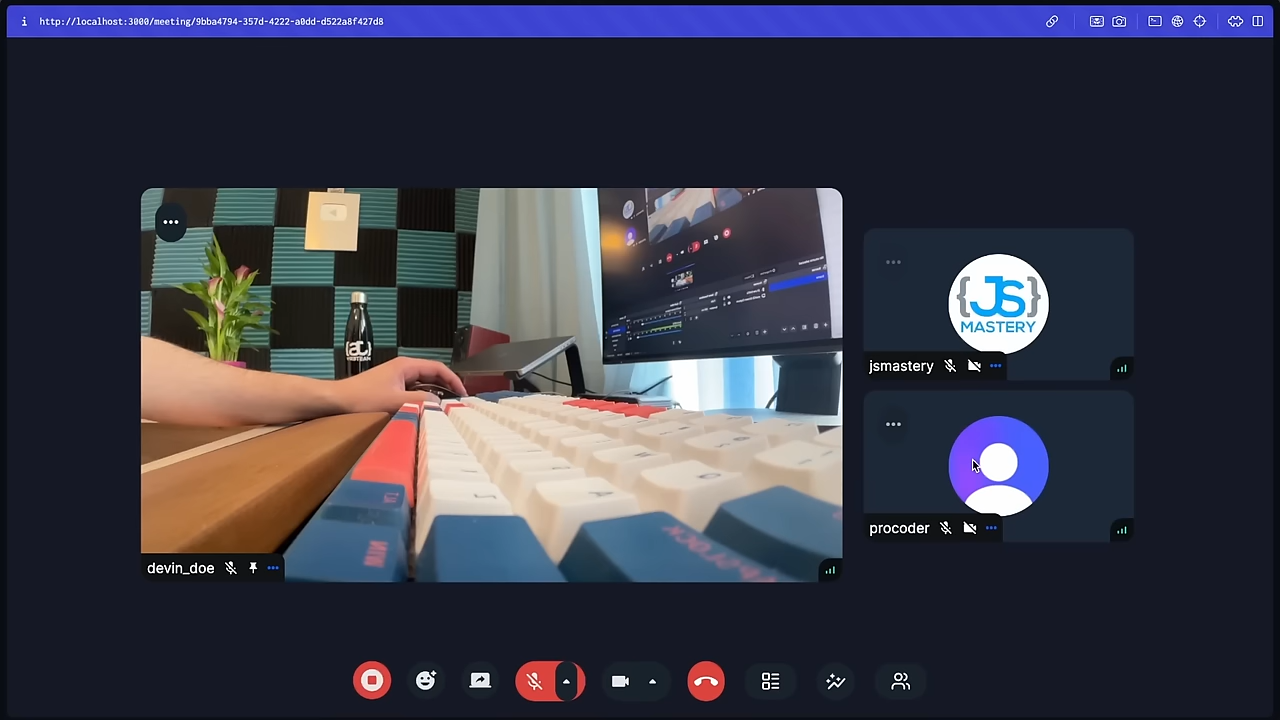 http://localhost:3000/meeting/9bba4794-357d-4222-a0dd-d522a8f427d8
{JS}
MASTERY
jsmastery
procoder
devin_doe